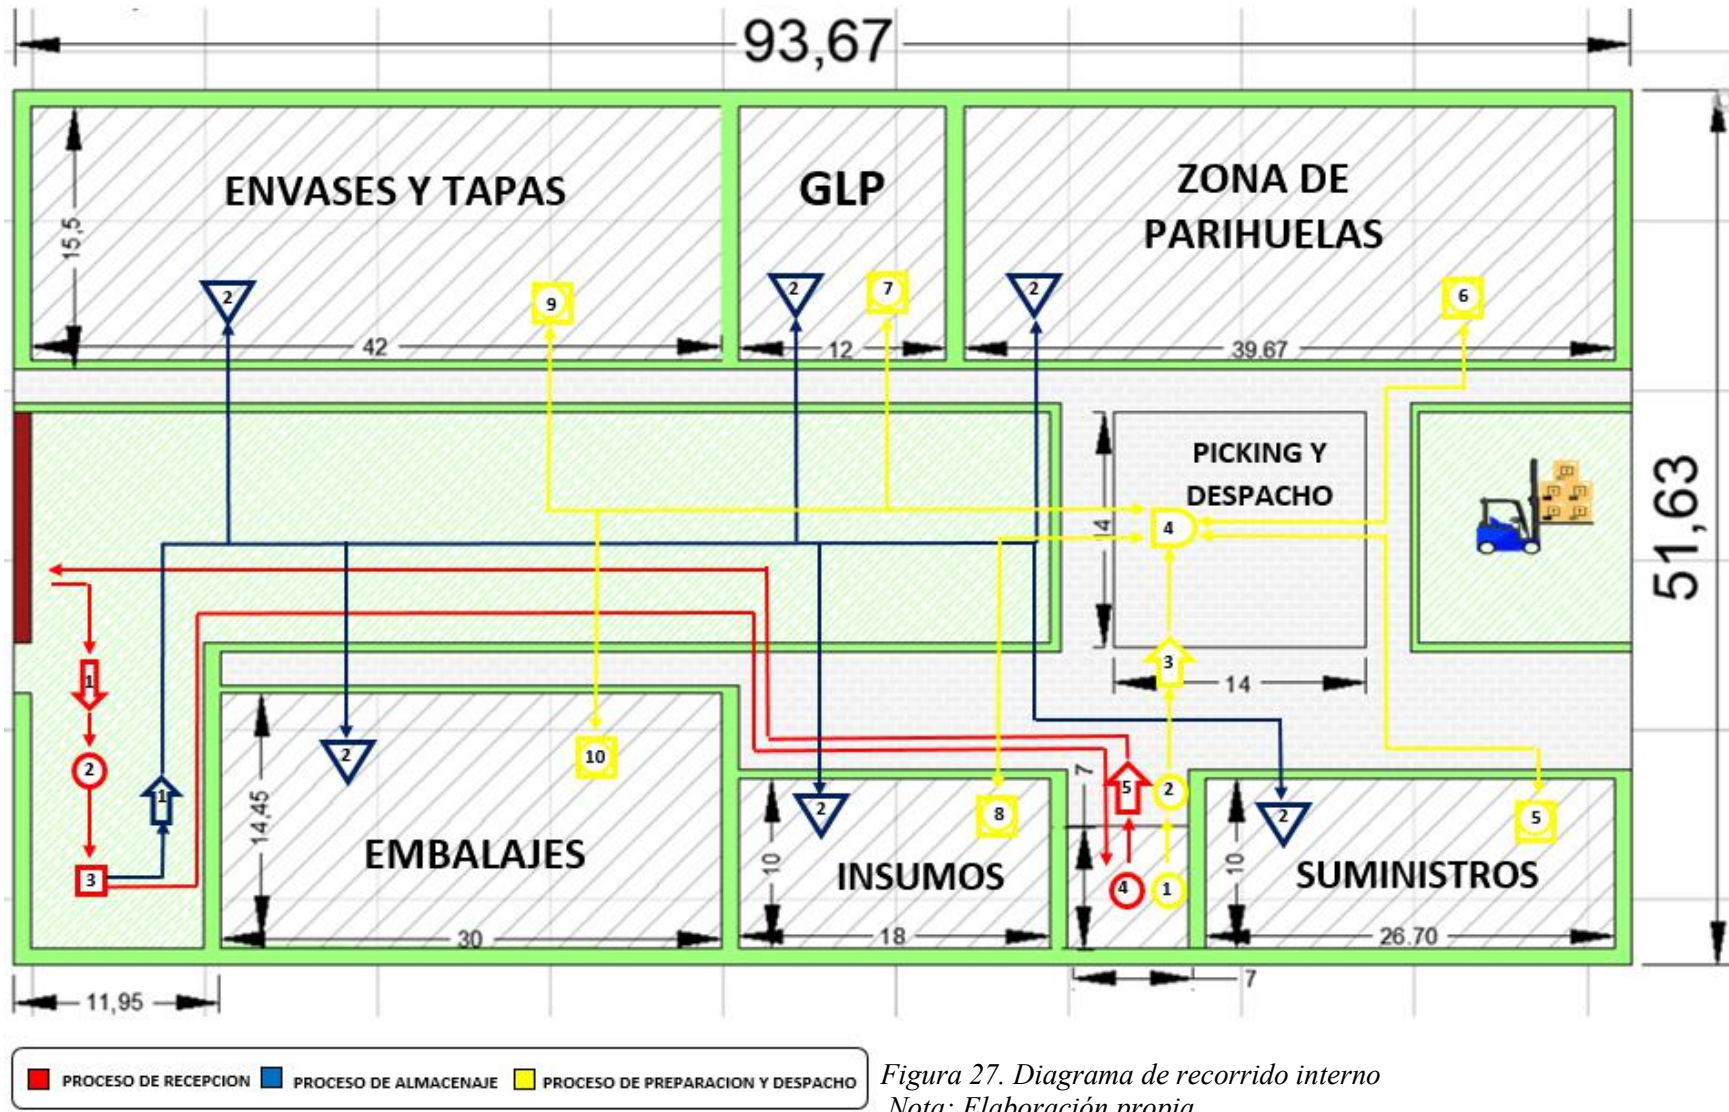 93,67
ENVASES Y TAPAS
GLP
ZONA DE
PARIHUELAS
15,5
2
9
2
7
2
6
42
12
39.67
PICKING Y
DESPACHO
14
4
51,63
3
14
1
2
1
3
2
10
14,45
EMBALAJES
30
2
8
10
INSUMOS
18
7
5
2
4
1
7
2
5
10
SUMINISTROS
26.70
11,95
PROCESO DE RECEPCION
PROCESO DE ALMACENAJE
PROCESO DE PREPARACION Y DESPACHO
Figura 27. Diagrama de recorrido interno
Nota: Elaboración propia